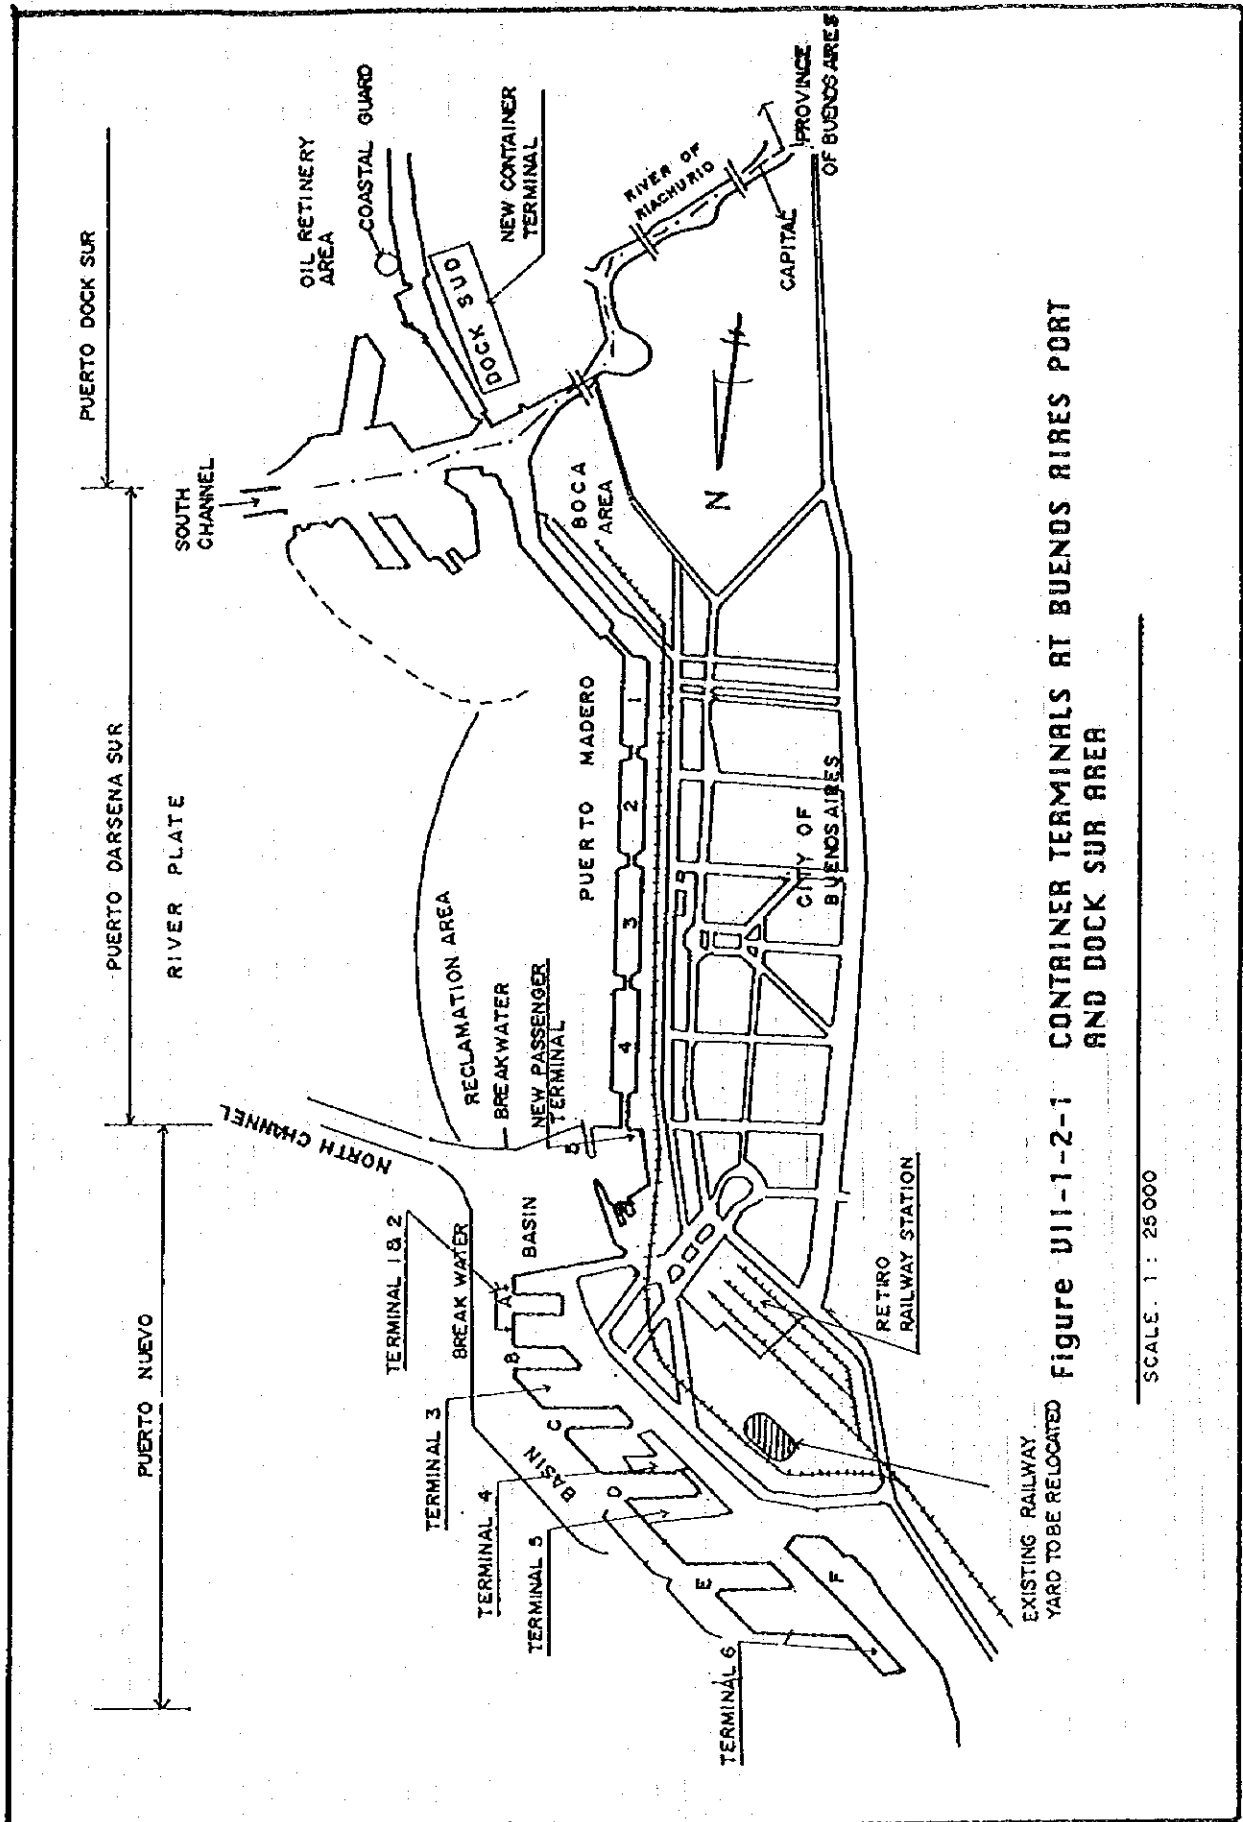 PUERTO NUEVO
PUERTO DARSENA SUR
PUERTO DOCK SUR
RIVER PLATE
SOUTH
CHANNEL
NORTH CHANNEL
OIL RETINERY
AREA
COASTAL GUARD
DOCK SUD
NEW CONTAINER
TERMINAL
RIVER OF
RIACHURIO
PROVINCE
OF BUENOS AIRES
CAPITAL
BOCA
AREA
N
RECLAMATION AREA
BREAKWATER
NEW PASSENGER
TERMINAL
PUERTO MADERO
4
3
2
1
D
TERMINAL 1 & 2
BREAK WATER
BASIN
A
B
TERMINAL 3
C
BASIN
TERMINAL 4
D
TERMINAL 5
E
F
TERMINAL 6
CITY OF
BUENOS AIRES
RETIRO
RAILWAY STATION
EXISTING RAILWAY
YARD TO BE RELOCATED
Figure VII-1-2-1 CONTAINER TERMINALS AT BUENOS AIRES PORT
AND DOCK SUR AREA
SCALE. 1 : 25000